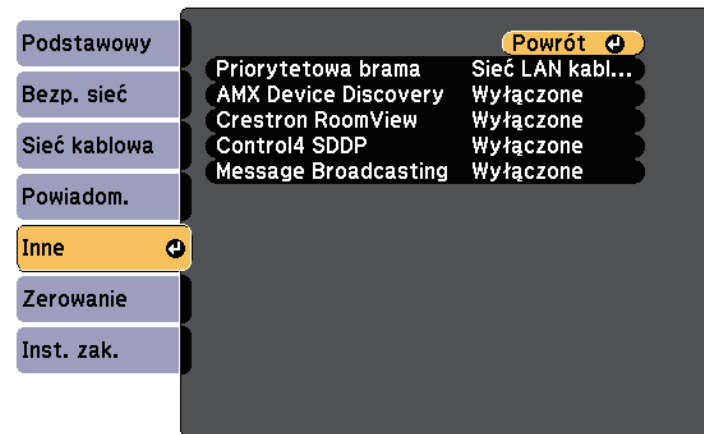 Podstawowy
Bezp. sieć
Sieć kablowa
Powiadom.
Inne
Zerowanie
Inst. zak.
Powrót
Priorytetowa brama Sieć LAN kabl...
AMX Device Discovery Wyłączone
Crestron RoomView Wyłączone
Control4 SDDP Wyłączone
Message Broadcasting Wyłączone